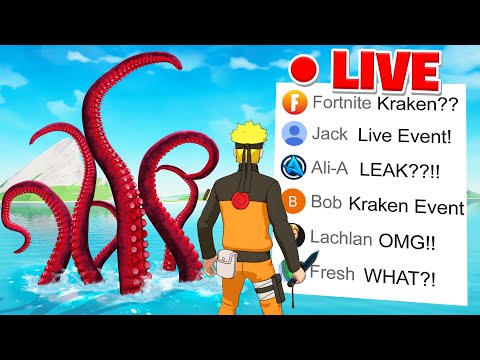 LIVE
F Fortnite Kraken??
Jack Live Event!
Ali-A LEAK??!!
B Bob Kraken Event
Lachlan OMG!!
Fresh WHAT?!